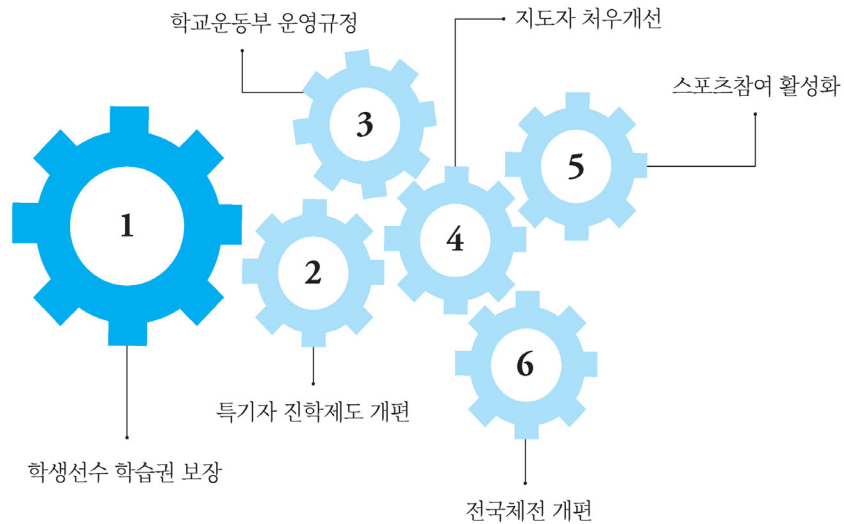 학교운동부 운영규정
지도자 처우개선
스포츠참여 활성화
3
5
1
4
2
6
특기자 진학제도 개편
학생선수 학습권 보장
전국체전 개편